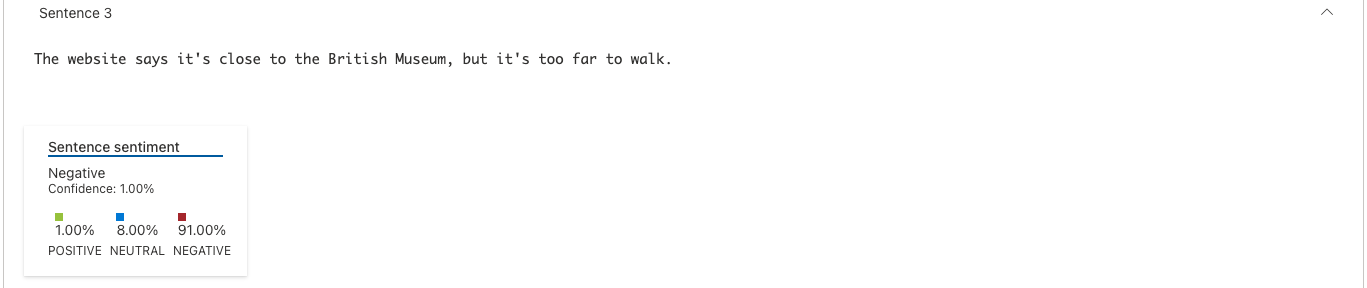 Sentence 3
The website says it's close to the British Museum, but it's too far to walk.
Sentence sentiment
Negative
Confidence: 1.00%
1.00% 8.00% 91.00%
POSITIVE NEUTRAL NEGATIVE